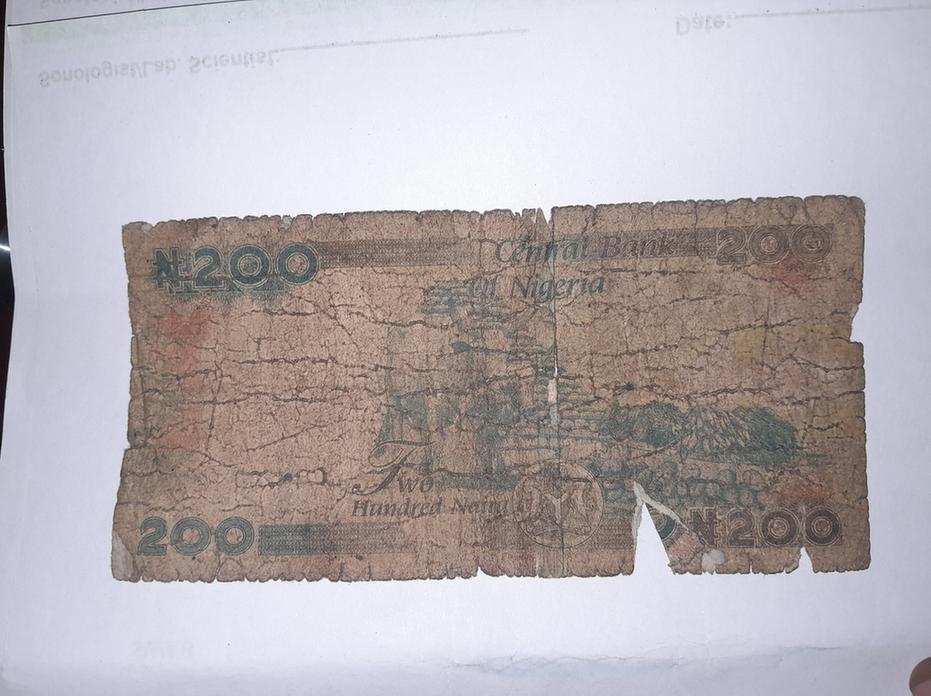 Sonologist/Lab. Scientist:
Date:
₦200
Central Bank
of Nigeria
200
Two
Hundred Naira
200
₦200